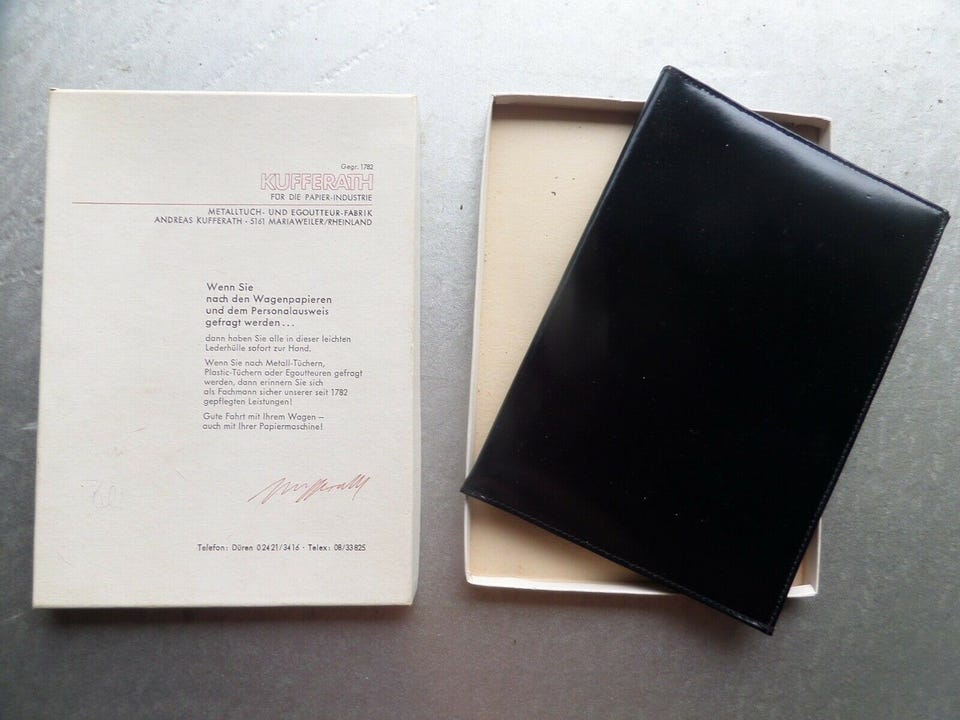 Gegr. 1782
KUFFERATH
FÜR DIE PAPIER-INDUSTRIE
METALLTUCH- UND EGOUTTEUR-FABRIK
ANDREAS KUFFERATH · 5161 MARIAWEILER/RHEINLAND
Wenn Sie
nach den Wagenpapieren
und dem Personalausweis
gefragt werden...
dann haben Sie alle in dieser leichten
Lederhülle sofort zur Hand.
Wenn Sie nach Metall-Tüchern,
Plastic-Tüchern oder Egoutteuren gefragt
werden, dann erinnern Sie sich
als Fachmann sicher unserer seit 1782
gepflegten Leistungen!
Gute Fahrt mit Ihrem Wagen –
auch mit Ihrer Papiermaschine!
Kufferath
Telefon: Düren 02421/3416 · Telex: 08/33825